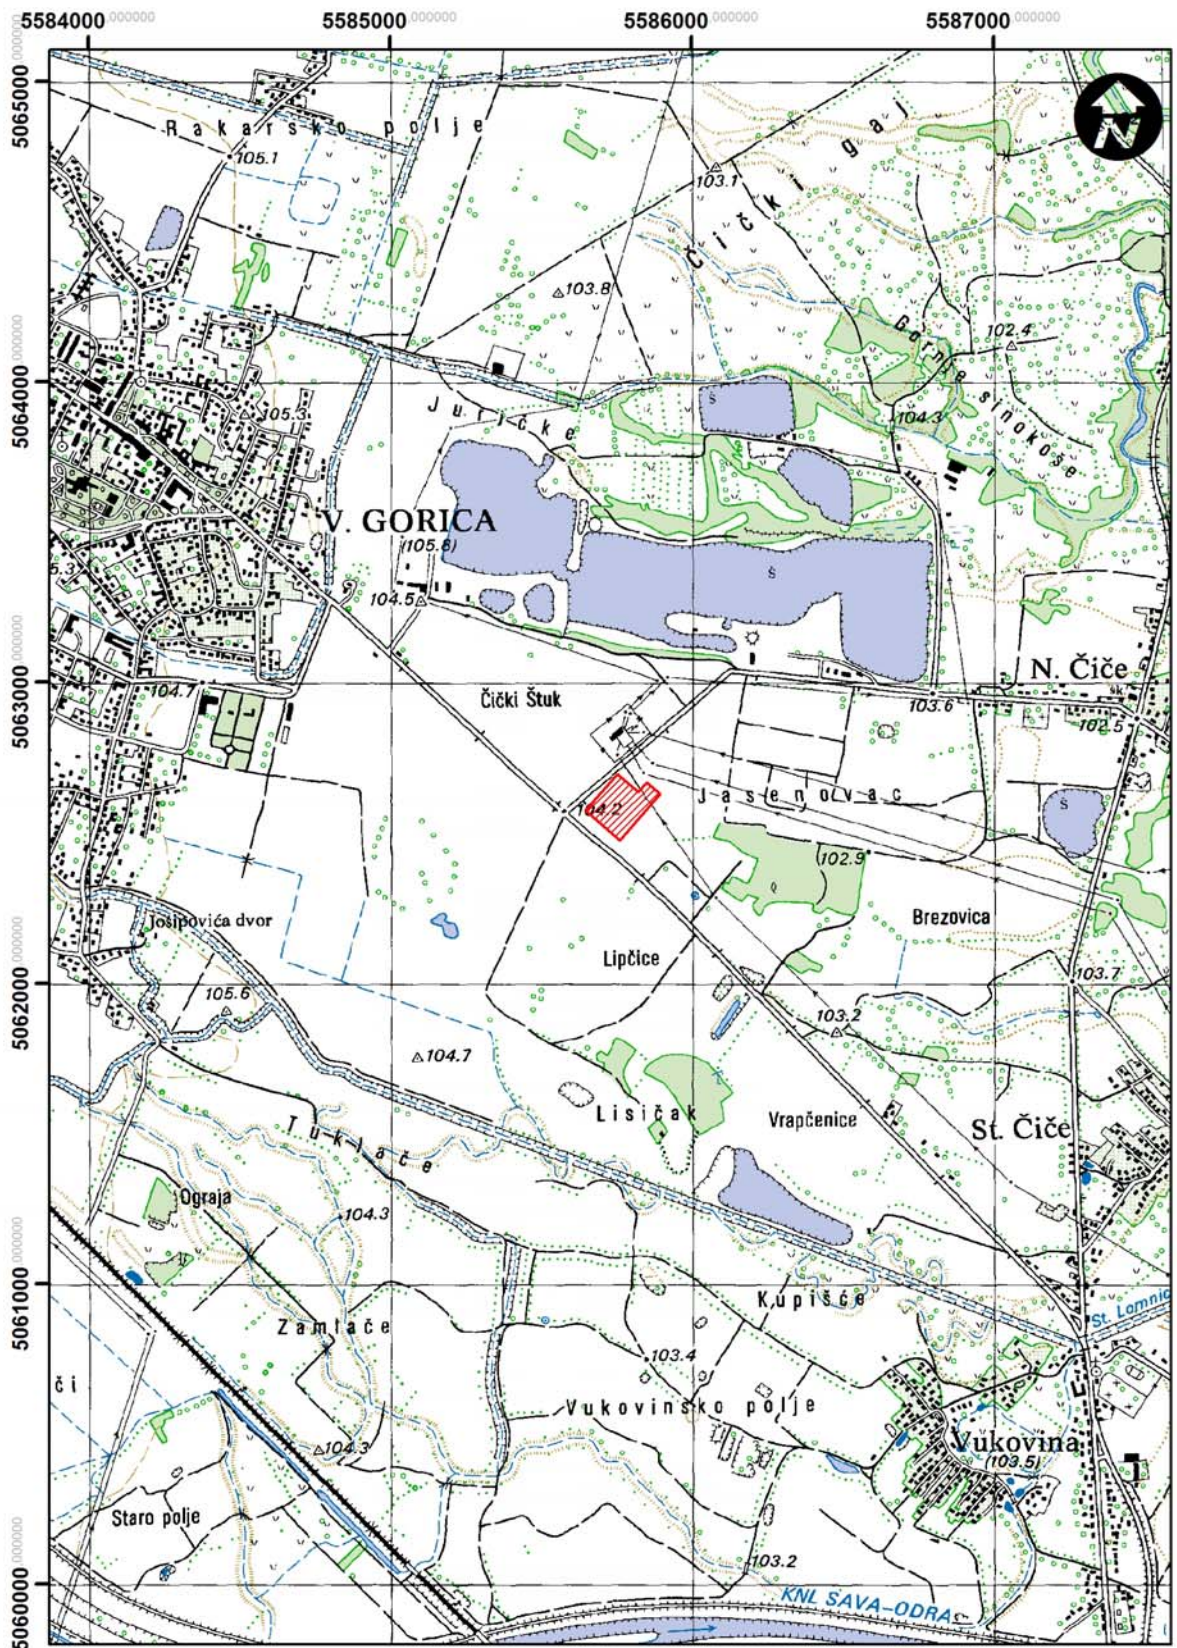 5584000.000000 5585000.000000 5586000.000000 5587000.000000
5065000.000000
Rakarsko polje
105.1
103.1
Čički gaj
N
103.8
Gornje sinokoše
102.4
5064000.000000
105.3
Juričke
š
104.3
V. GORICA
(105.8)
š
5.3
104.5
N. Čiče
5063000.000000
104.7
Čički Štuk
103.6
šk
102.5
104.2
Jasenovac
š
102.9
Josipovića dvor
Brezovica
Lipčice
103.7
5062000.000000
105.6
103.2
104.7
Lisičak
Vrapčenice
St. Čiče
Tuklače
Ograja
104.3
5061000.000000
Kupišće
St. Lomnic
Zamlače
103.4
či
Vukovinsko polje
Vukovina
(103.5)
104.3
Staro polje
103.2
5060000.000000
KNL SAVA-ODRA